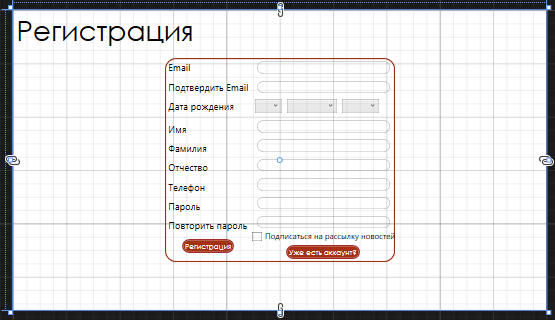 Регистрация
Email
Подтвердить Email
Дата рождения
Имя
Фамилия
Отчество
Телефон
Пароль
Повторить пароль
Подписаться на рассылку новостей
Регистрация
Уже есть аккаунт?